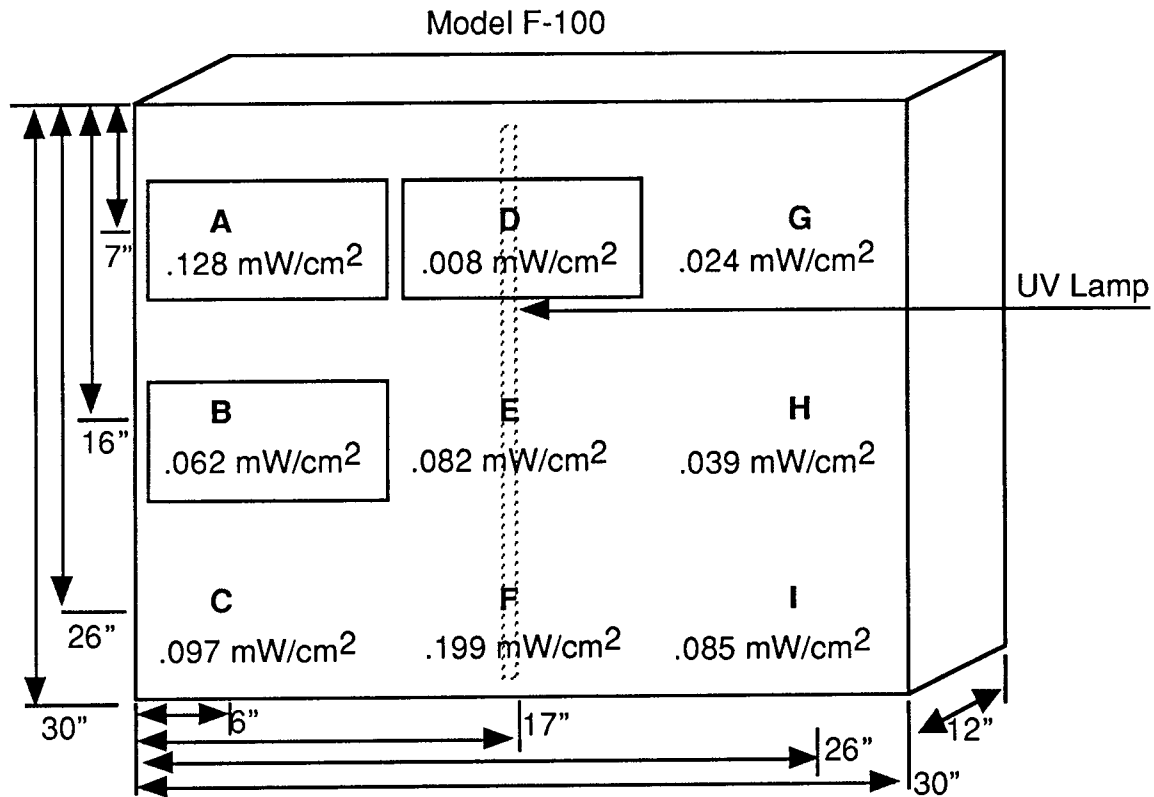 Model F-100
A
.128 mW/cm2
D
.008 mW/cm2
G
.024 mW/cm2
7”
UV Lamp
B
.062 mW/cm2
E
.082 mW/cm2
H
.039 mW/cm2
16”
C
.097 mW/cm2
F
.199 mW/cm2
I
.085 mW/cm2
26”
30”
6”
17”
26”
30”
12”